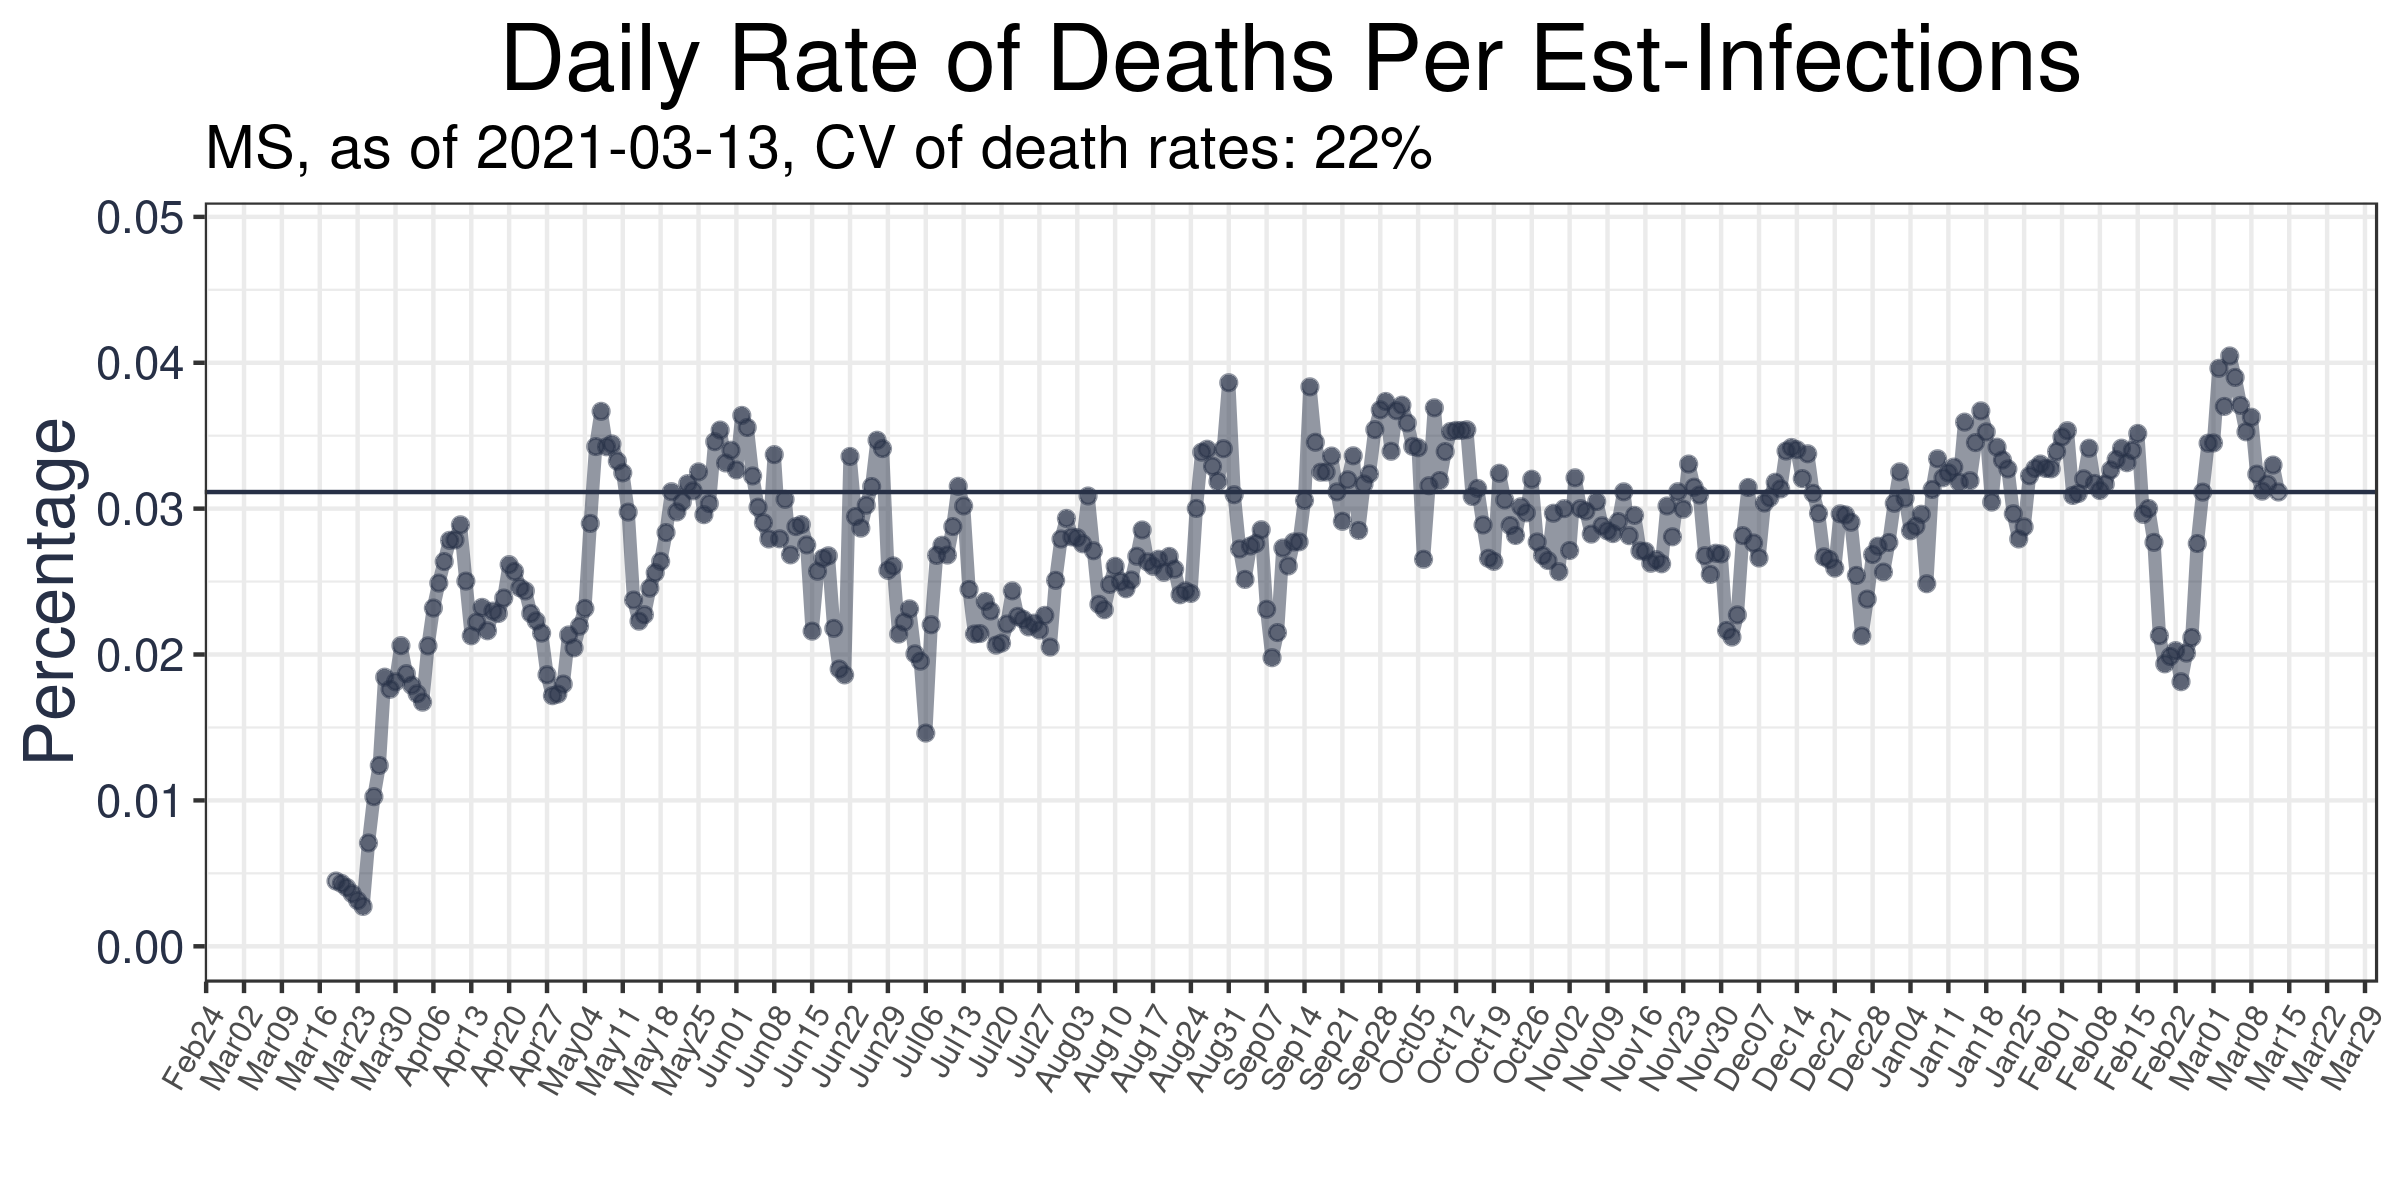 Daily Rate of Deaths Per Est-Infections
MS, as of 2021-03-13, CV of death rates: 22%
Percentage
0.05
0.04
0.03
0.02
0.01
0.00
Feb24
Mar02
Mar09
Mar16
Mar23
Mar30
Apr06
Apr13
Apr20
Apr27
May04
May11
May18
May25
Jun01
Jun08
Jun15
Jun22
Jun29
Jul06
Jul13
Jul20
Jul27
Aug03
Aug10
Aug17
Aug24
Aug31
Sep07
Sep14
Sep21
Sep28
Oct05
Oct12
Oct19
Oct26
Nov02
Nov09
Nov16
Nov23
Nov30
Dec07
Dec14
Dec21
Dec28
Jan04
Jan11
Jan18
Jan25
Feb01
Feb08
Feb15
Feb22
Mar01
Mar08
Mar15
Mar22
Mar29